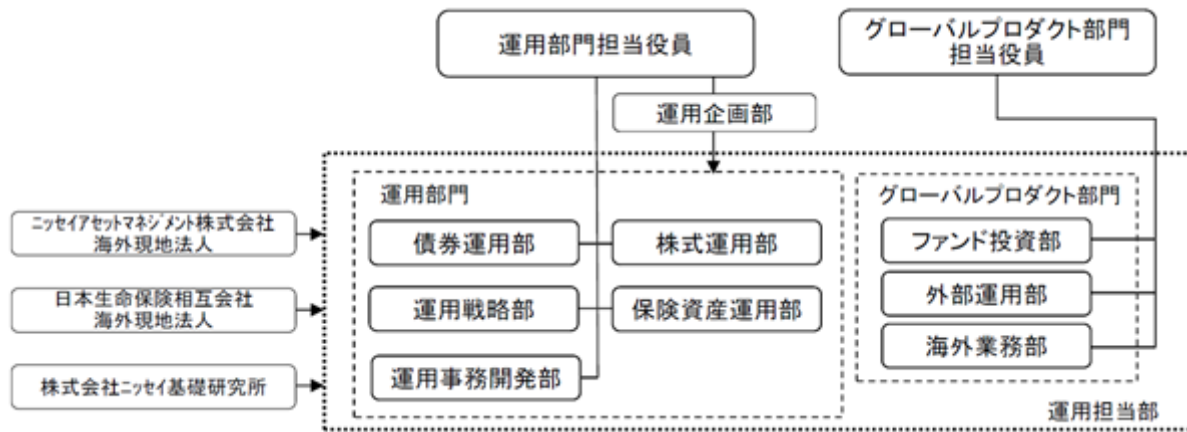 運用部門担当役員
グローバルプロダクト部門
担当役員
運用企画部
運用部門
グローバルプロダクト部門
ニッセイアセットマネジメント株式会社
海外現地法人
債券運用部
株式運用部
ファンド投資部
日本生命保険相互会社
海外現地法人
運用戦略部
保険資産運用部
外部運用部
海外業務部
株式会社ニッセイ基礎研究所
運用事務開発部
運用担当部